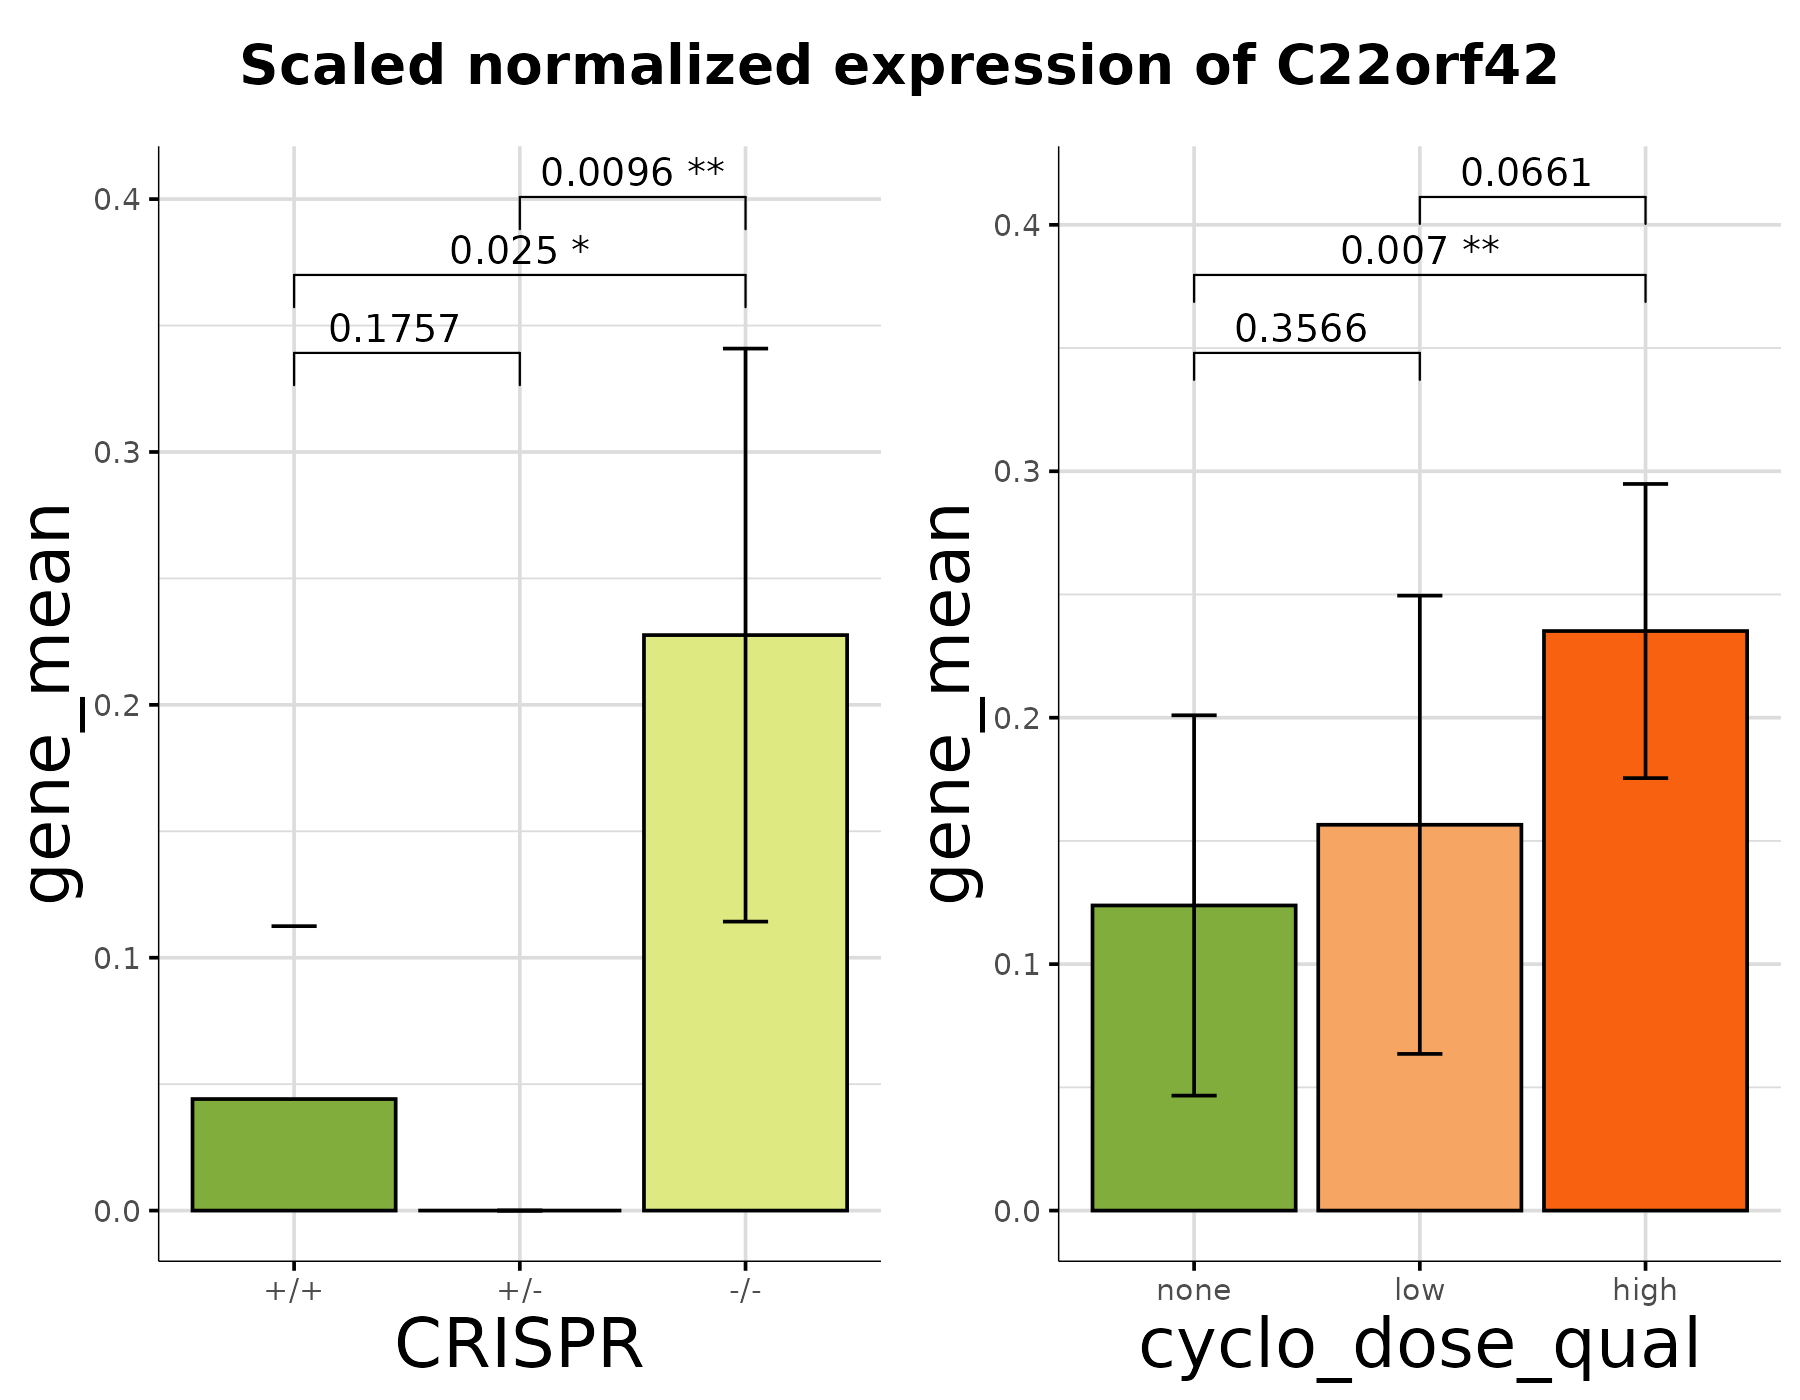 Scaled normalized expression of C22orf42
gene_mean
0.4
0.3
0.2
0.1
0.0
0.0096 **
0.025 *
0.1757
+/+
+/-
-/-
CRISPR
gene_mean
0.4
0.3
0.2
0.1
0.0
0.0661
0.007 **
0.3566
none
low
high
cyclo_dose_qual